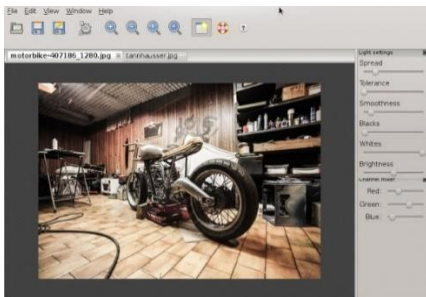 File Edit View Window Help
motorbike-407186_1280.jpg tannhauser.jpg
Light settings
Spread
Tolerance
Smoothness
Blacks
Whites
Brightness
Channel mixer
Red:
Green:
Blue: